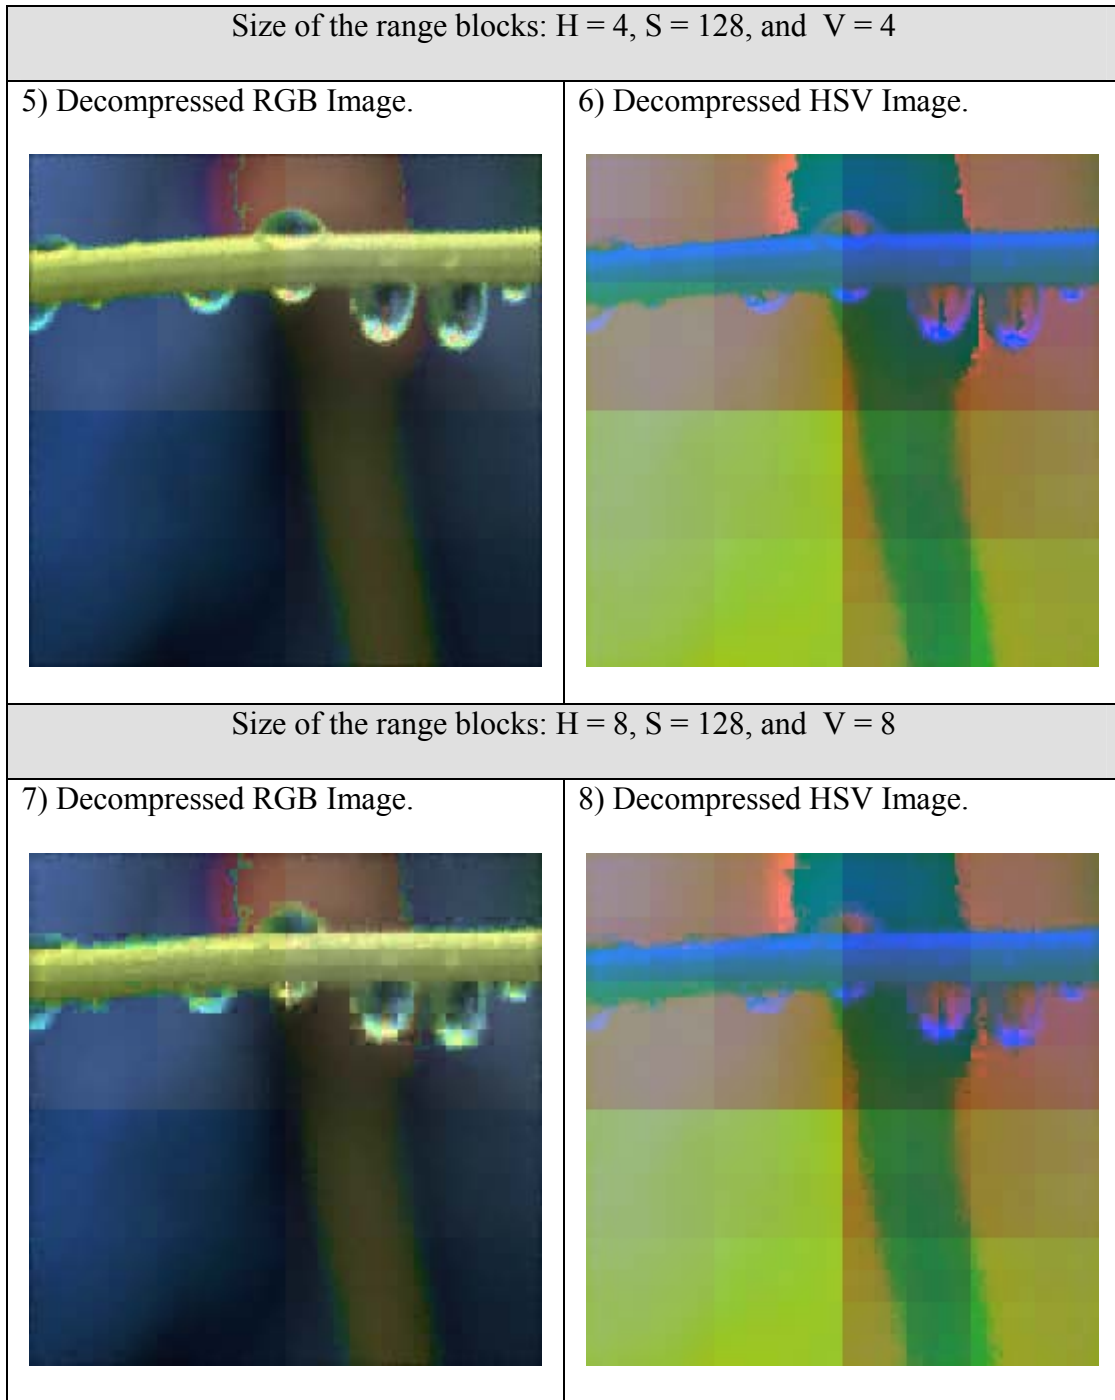 Size of the range blocks: H = 4, S = 128, and V = 4
5) Decompressed RGB Image.
6) Decompressed HSV Image.
Size of the range blocks: H = 8, S = 128, and V = 8
7) Decompressed RGB Image.
8) Decompressed HSV Image.